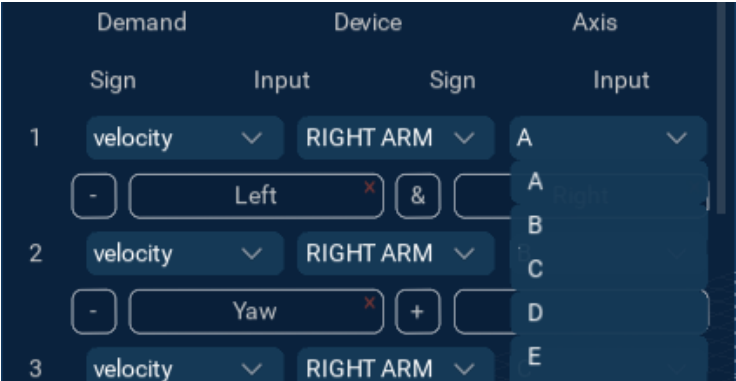 Demand Device Axis
Sign Input Sign Input
1 velocity RIGHT ARM A
A
- Left x & Right
B
2 velocity RIGHT ARM B
C
- Yaw x + D
3 velocity RIGHT ARM E